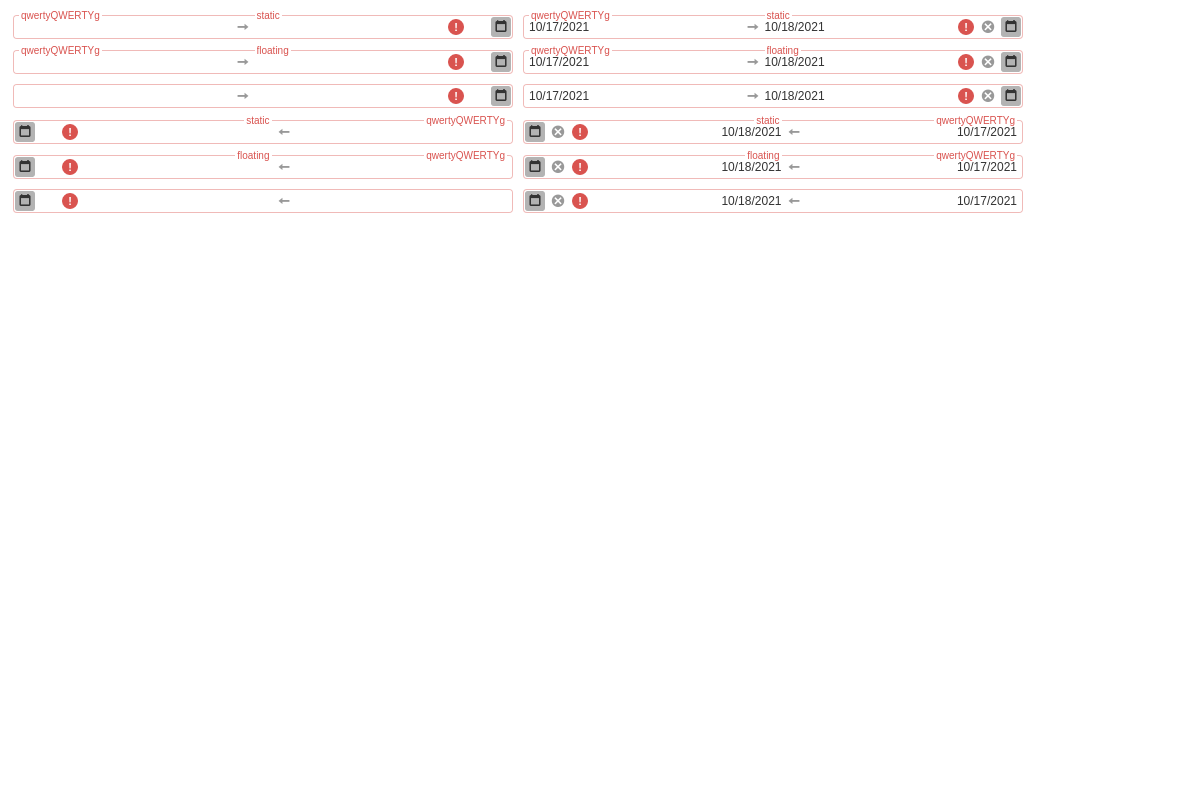 qwertyQWERTYg static qwertyQWERTYg static
10/17/2021 10/18/2021
qwertyQWERTYg floating qwertyQWERTYg floating
10/17/2021 10/18/2021
10/17/2021 10/18/2021
static qwertyQWERTYg static qwertyQWERTYg
10/18/2021 10/17/2021
floating qwertyQWERTYg floating qwertyQWERTYg
10/18/2021 10/17/2021
10/18/2021 10/17/2021